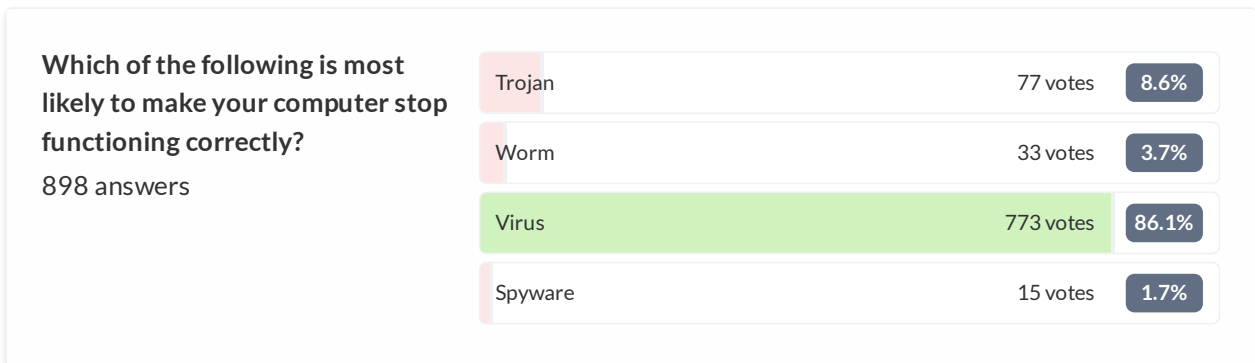 Which of the following is most
likely to make your computer stop
functioning correctly?
898 answers
Trojan 77 votes 8.6%
Worm 33 votes 3.7%
Virus 773 votes 86.1%
Spyware 15 votes 1.7%